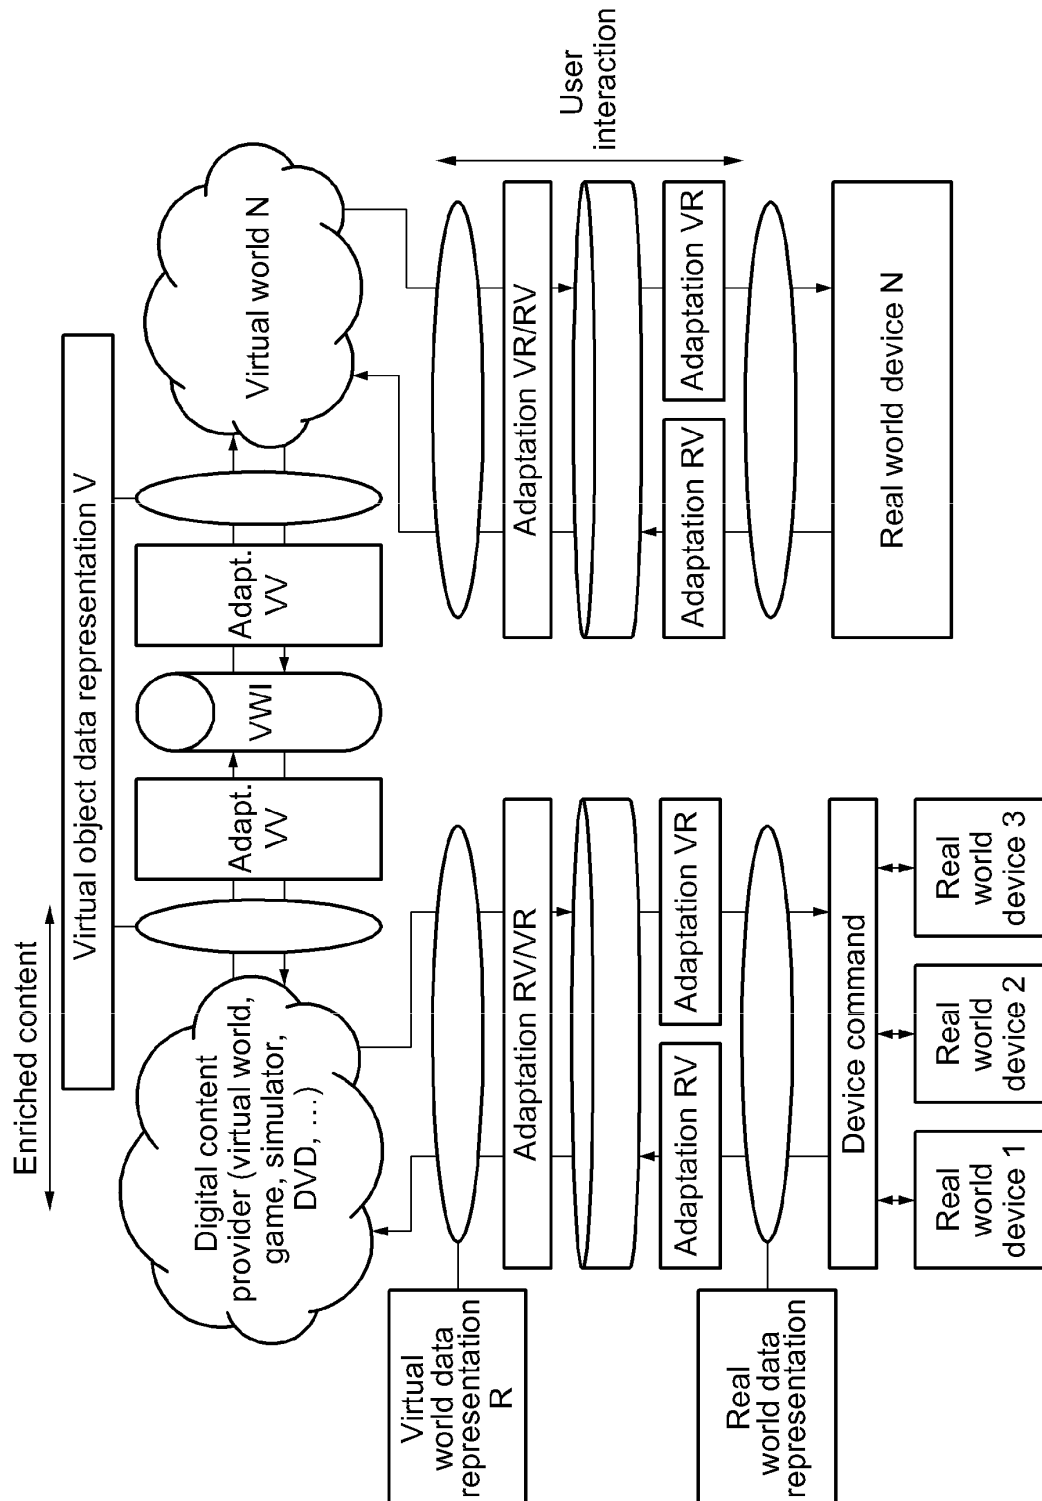 Enriched content
Virtual object data representation V
Digital content
provider (virtual world,
game, simulator,
DVD, ...)
Adapt.
VV
VWI
Adapt.
VV
Virtual world N
Virtual
world data
representation
R
Adaptation RV/VR
Adaptation VR/RV
User
interaction
Adaptation RV
Adaptation VR
Adaptation RV
Adaptation VR
Real
world data
representation
Device command
Real world device N
Real
world
device 1
Real
world
device 2
Real
world
device 3